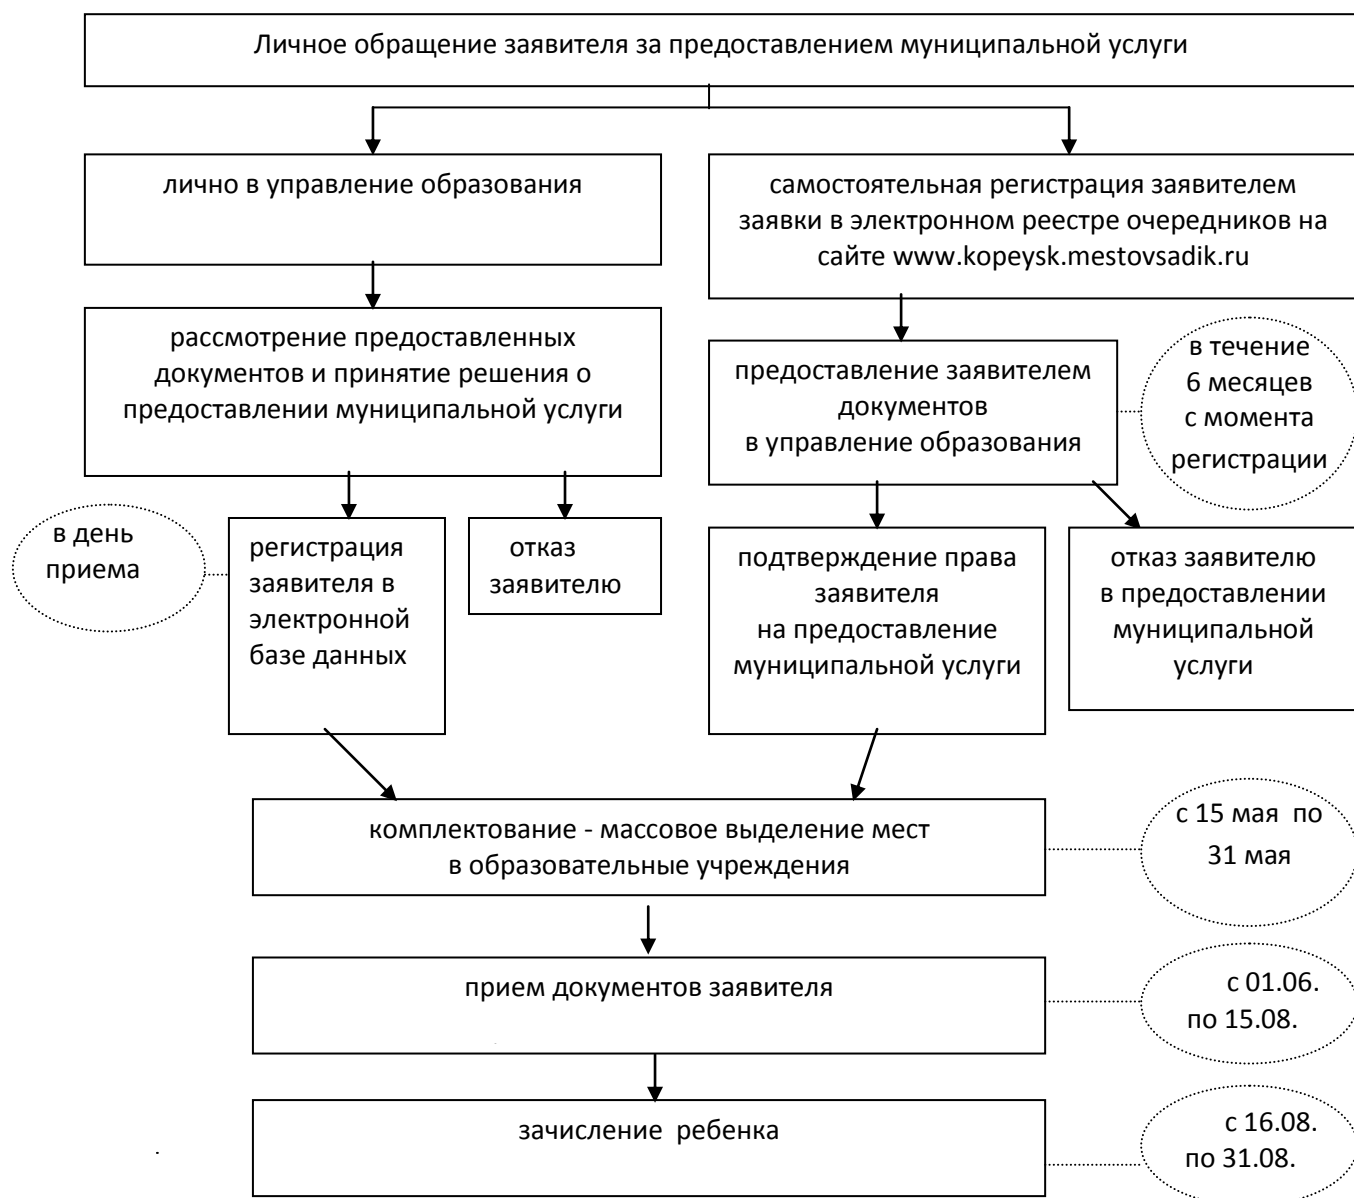 Личное обращение заявителя за предоставлением муниципальной услуги
лично в управление образования
самостоятельная регистрация заявителем
заявки в электронном реестре очередников на
сайте www.kopeysk.mestovsadik.ru
рассмотрение предоставленных
документов и принятие решения о
предоставлении муниципальной услуги
предоставление заявителем
документов
в управление образования
в течение
6 месяцев
с момента
регистрации
в день
приема
регистрация
заявителя в
электронной
базе данных
отказ
заявителю
подтверждение права
заявителя
на предоставление
муниципальной услуги
отказ заявителю
в предоставлении
муниципальной
услуги
комплектование - массовое выделение мест
в образовательные учреждения
с 15 мая по
31 мая
прием документов заявителя
с 01.06.
по 15.08.
зачисление ребенка
с 16.08.
по 31.08.